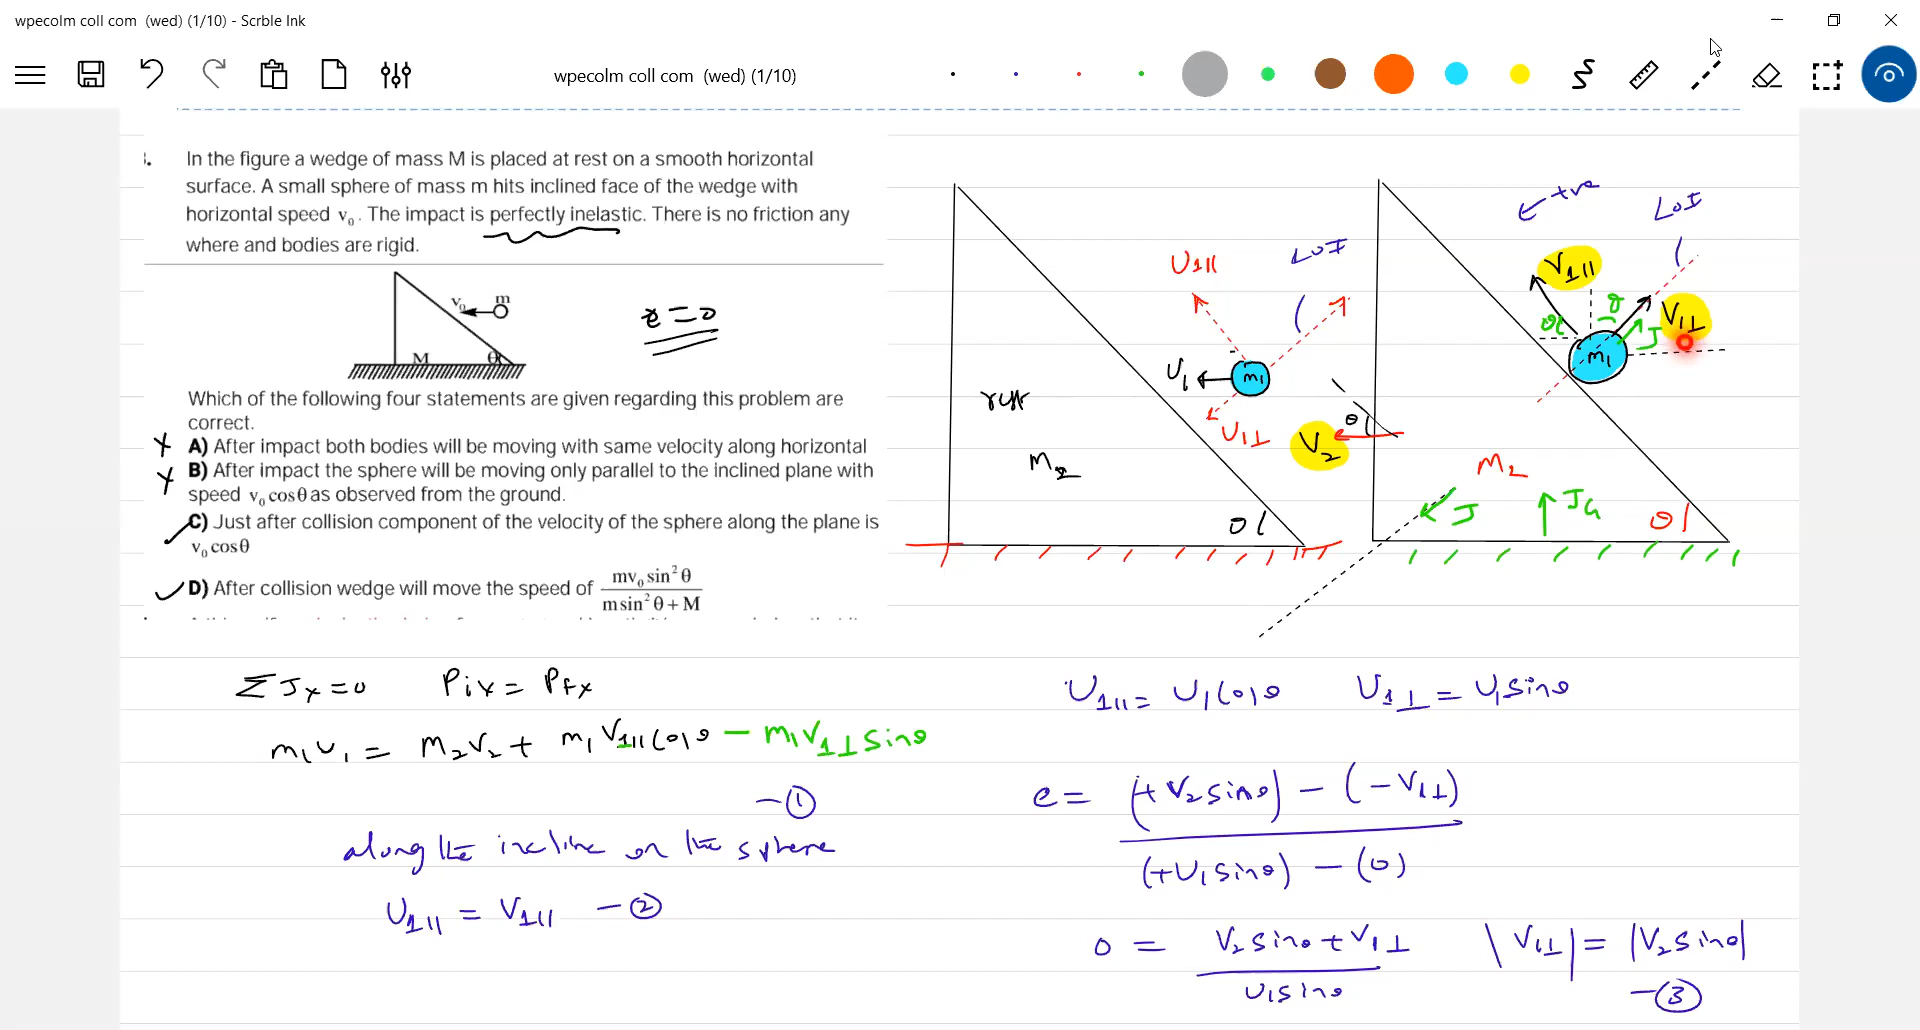 wpecolm coll com (wed) (1/10) - Scrble Ink
wpecolm coll com (wed) (1/10)
In the figure a wedge of mass M is placed at rest on a smooth horizontal
surface. A small sphere of mass m hits inclined face of the wedge with
horizontal speed v₀. The impact is perfectly inelastic. There is no friction any
where and bodies are rigid.
v₀ m
M θ
e = 0
Which of the following four statements are given regarding this problem are
correct.
A) After impact both bodies will be moving with same velocity along horizontal
B) After impact the sphere will be moving only parallel to the inclined plane with
speed v₀ cosθ as observed from the ground.
C) Just after collision component of the velocity of the sphere along the plane is
v₀ cosθ
D) After collision wedge will move the speed of mv₀ sin²θ / m sin²θ + M
U1||
LOI
U1
m1
U1⊥
rest
m2
θ
+ve
LOI
V1||
V1⊥
θ
θ
J
m1
V2
θ
m2
J
JG
θ
ΣJx = 0 Pix = Pfx
m1U1 = m2V2 + m1V1||cosθ - m1V1⊥sinθ
- 1
along the incline on the sphere
U1|| = V1|| - 2
U1|| = U1cosθ U1⊥ = U1sinθ
e = (+V2sinθ) - (-V1⊥) / (+U1sinθ) - (0)
0 = V2sinθ + V1⊥ / U1sinθ |V1⊥| = |V2sinθ|
- 3